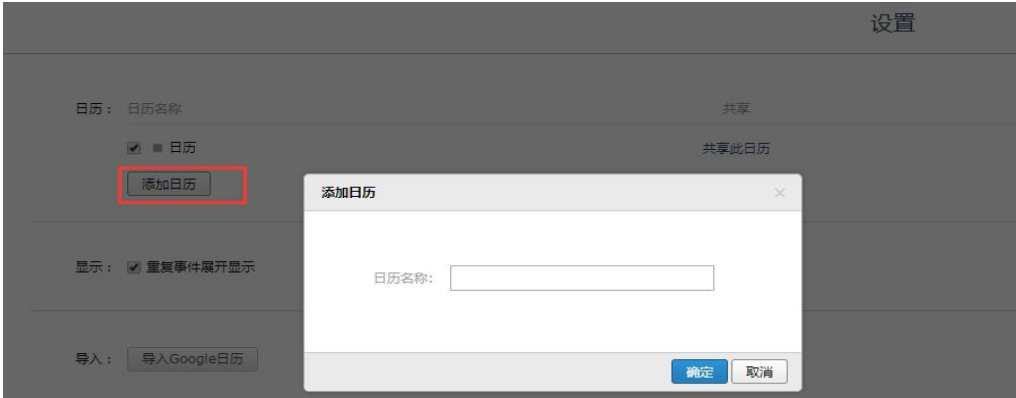 设置
日历： 日历名称 共享
日历 共享此日历
添加日历
添加日历 ×
日历名称：
显示： 重复事件展开显示
导入： 导入Google日历
确定 取消